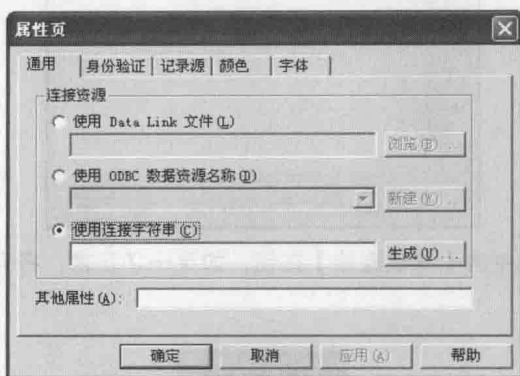 属性页
通用 身份验证 记录源 颜色 字体
连接资源
使用 Data Link 文件(L)
浏览(B)...
使用 ODBC 数据资源名称(D)
新建(W)...
使用连接字符串(C)
生成(U)...
其他属性(A):
确定 取消 应用(A) 帮助